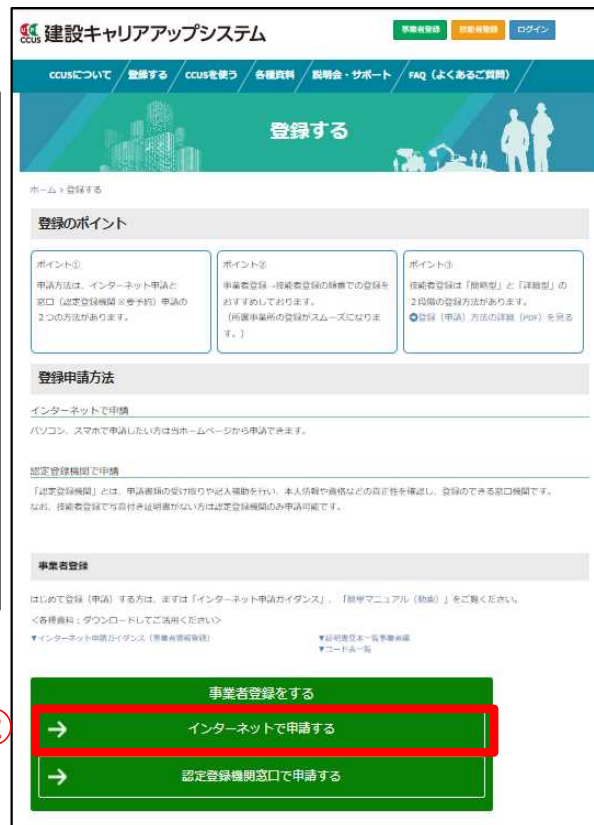 CCUS 建設キャリアアップシステム
事業者登録 技能者登録 ログイン
CCUSについて 登録する CCUSを使う 各種資料 説明会・サポート FAQ（よくあるご質問）
登録する
ホーム > 登録する
登録のポイント
ポイント①
申請方法は、インターネット申請と
窓口（認定登録機関 ※要予約）申請の
２つの方法があります。
ポイント②
事業者登録→技能者登録の順番での登録を
おすすめしております。
（所属事業所の登録がスムーズになりま
す。）
ポイント③
技能者登録は「簡略型」と「詳細型」の
２段階の登録方法があります。
登録（申請）方法の詳細（PDF）を見る
登録申請方法
インターネットで申請
パソコン、スマホで申請したい方は当ホームページから申請できます。
認定登録機関で申請
「認定登録機関」とは、申請書類の受け取りや記入補助を行い、本人情報や資格などの真正性を確認し、登録のできる窓口機関です。
なお、技能者登録で写真付き証明書がない方は認定登録機関のみ申請可能です。
事業者登録
はじめて登録（申請）する方は、まずは「インターネット申請ガイダンス」、「簡単マニュアル（動画）」をご覧ください。
<各種資料：ダウンロードしてご活用ください>
▼インターネット申請ガイダンス（事業者情報登録）
▼証明書見本一覧事業者編
▼コード表一覧
事業者登録をする
→ インターネットで申請する
→ 認定登録機関窓口で申請する